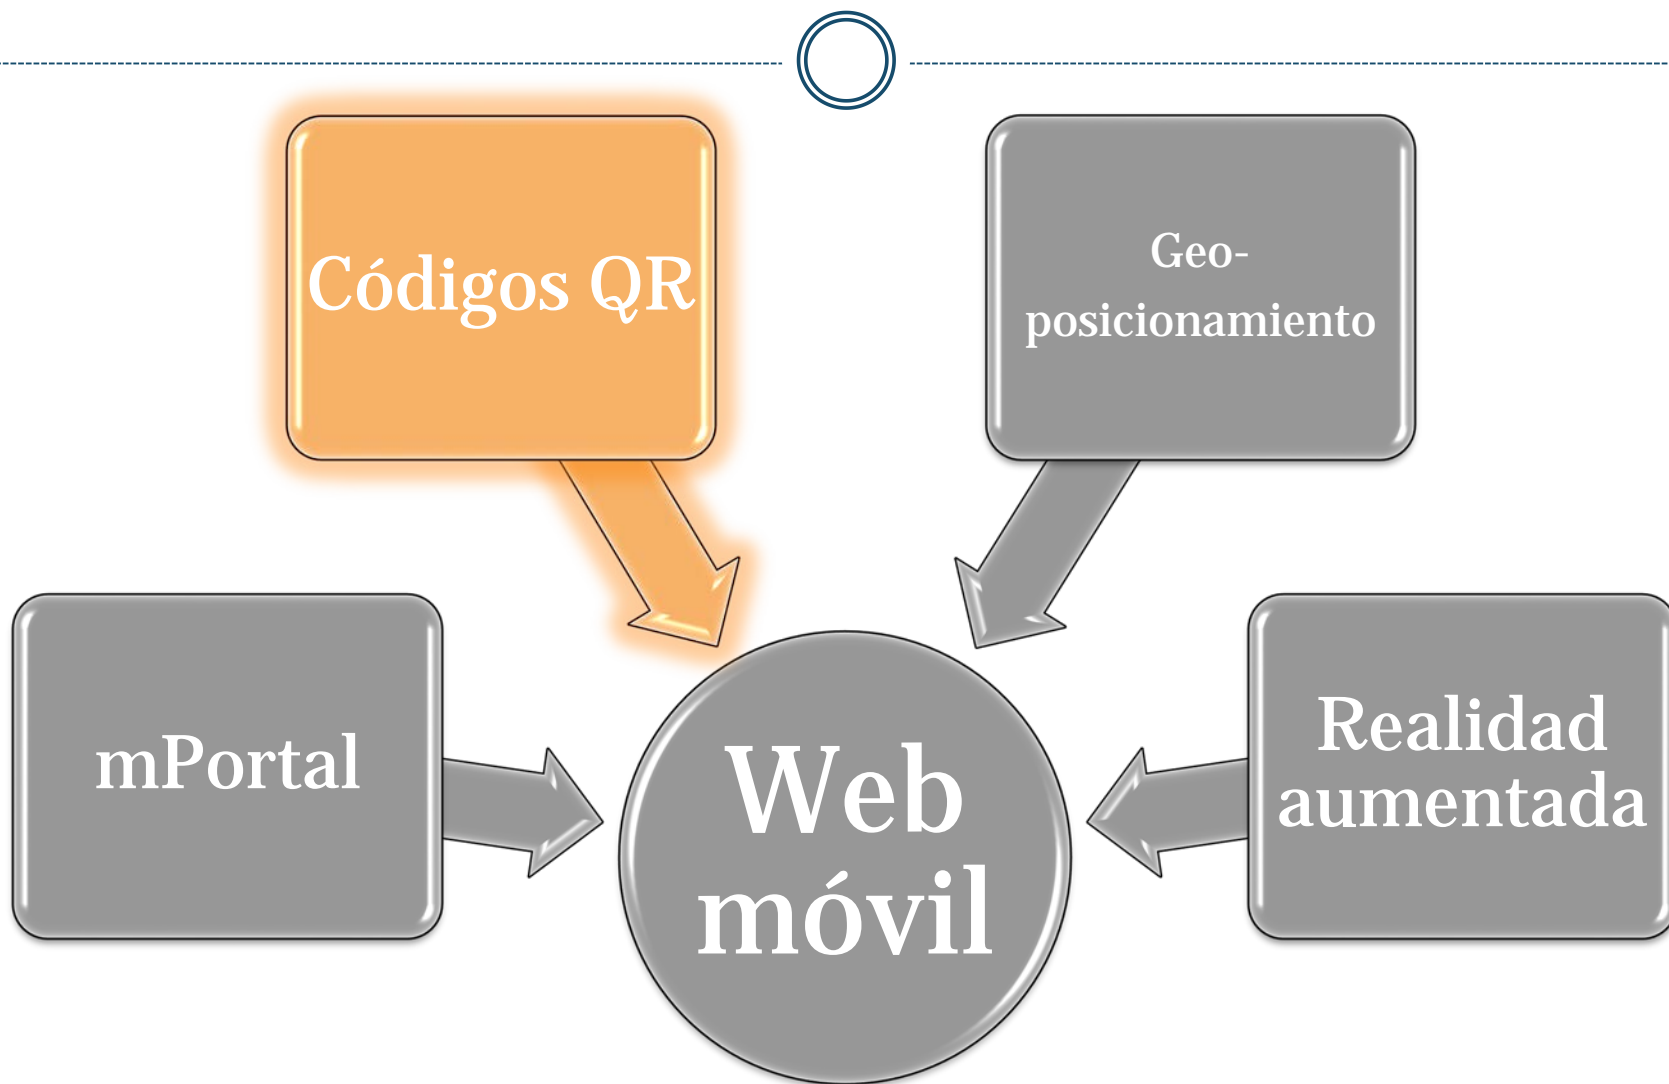 Códigos QR
Geo-
posicionamiento
mPortal
Web
móvil
Realidad
aumentada